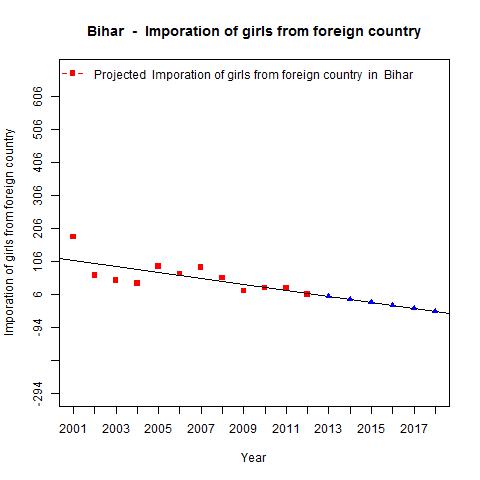 Bihar - Imporation of girls from foreign country
Projected Imporation of girls from foreign country in Bihar
Imporation of girls from foreign country
606
506
406
306
206
106
6
-94
-294
2001 2003 2005 2007 2009 2011 2013 2015 2017
Year